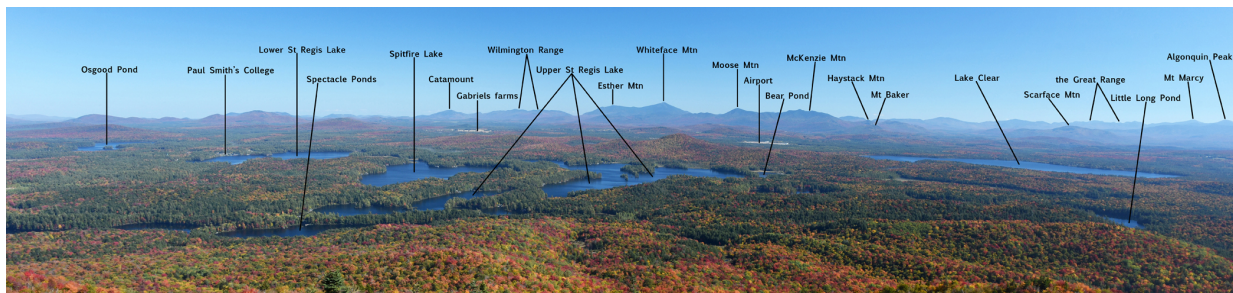 Osgood Pond
Paul Smith's College
Lower St Regis Lake
Spectacle Ponds
Spitfire Lake
Catamount
Gabriels farms
Wilmington Range
Upper St Regis Lake
Esther Mtn
Whiteface Mtn
Moose Mtn
Airport
Bear Pond
McKenzie Mtn
Haystack Mtn
Mt Baker
Lake Clear
Scarface Mtn
the Great Range
Little Long Pond
Mt Marcy
Algonquin Peak